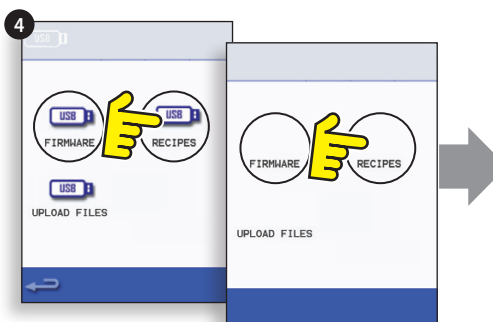 4
USB
USB USB
FIRMWARE RECIPES
USB
UPLOAD FILES
FIRMWARE RECIPES
UPLOAD FILES